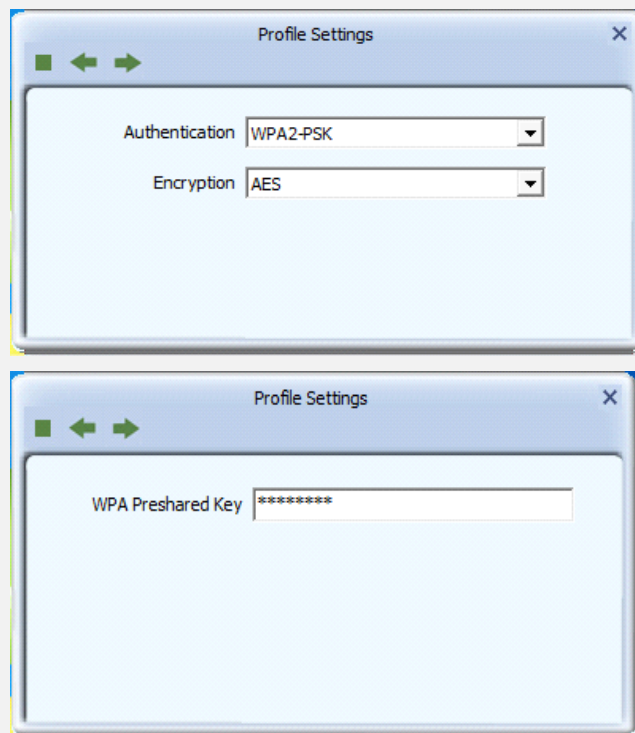 Profile Settings
Authentication WPA2-PSK
Encryption AES
Profile Settings
WPA Preshared Key ********